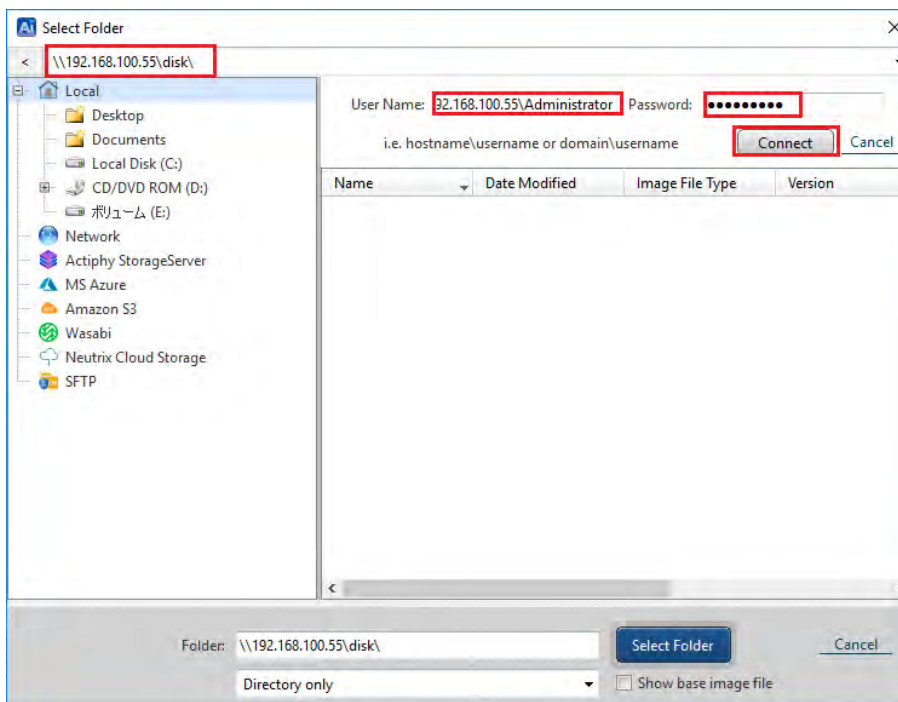 Ai Select Folder
< \\192.168.100.55\disk\
Local
Desktop
Documents
Local Disk (C:)
CD/DVD ROM (D:)
ボリューム (E:)
Network
Actiphy StorageServer
MS Azure
Amazon S3
Wasabi
Neutrix Cloud Storage
SFTP
User Name: 92.168.100.55\Administrator Password: •••••••••
i.e. hostname\username or domain\username Connect Cancel
Name Date Modified Image File Type Version
Folder: \\192.168.100.55\disk\ Select Folder Cancel
Directory only Show base image file